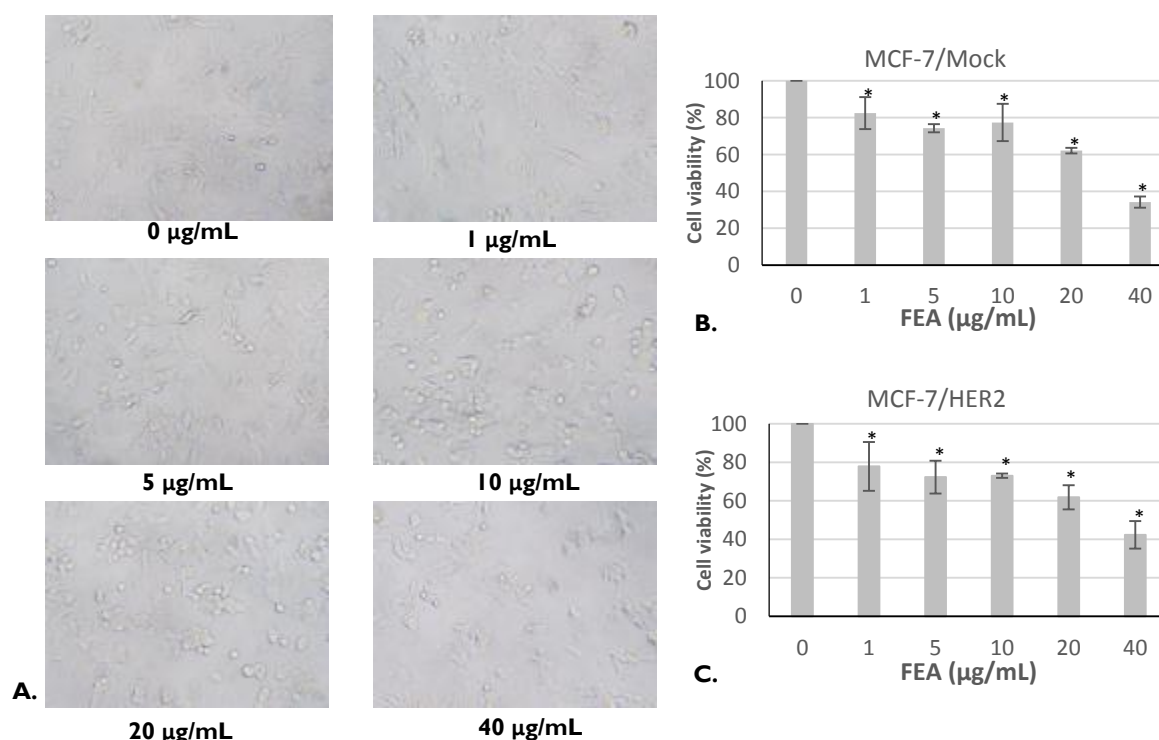 0 µg/mL
1 µg/mL
5 µg/mL
10 µg/mL
20 µg/mL
40 µg/mL
A.
MCF-7/Mock
Cell viability (%)
100
80
60
40
20
0
* * * * *
0 1 5 10 20 40
FEA (µg/mL)
B.
MCF-7/HER2
Cell viability (%)
100
80
60
40
20
0
* * * * *
0 1 5 10 20 40
FEA (µg/mL)
C.